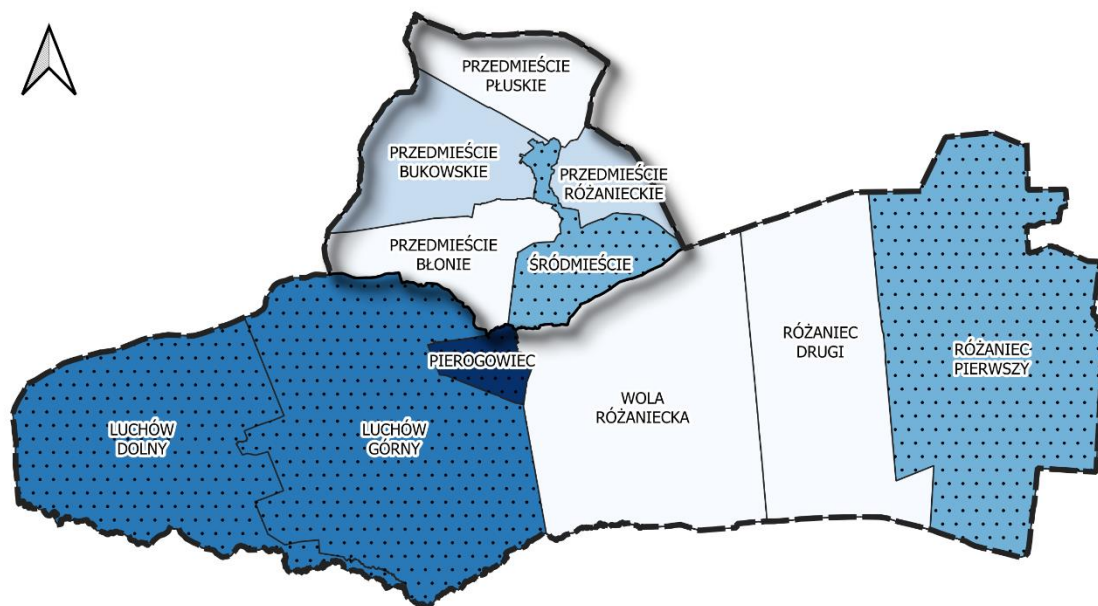 PRZEDMIEŚCIE
PŁUSKIE
PRZEDMIEŚCIE
BUKOWSKIE
PRZEDMIEŚCIE
RÓŻANIECKIE
PRZEDMIEŚCIE
BŁONIE
ŚRÓDMIEŚCIE
PIEROGOWIEC
RÓŻANIEC
DRUGI
RÓŻANIEC
PIERWSZY
WOLA
RÓŻANIECKA
LUCHÓW
DOLNY
LUCHÓW
GÓRNY